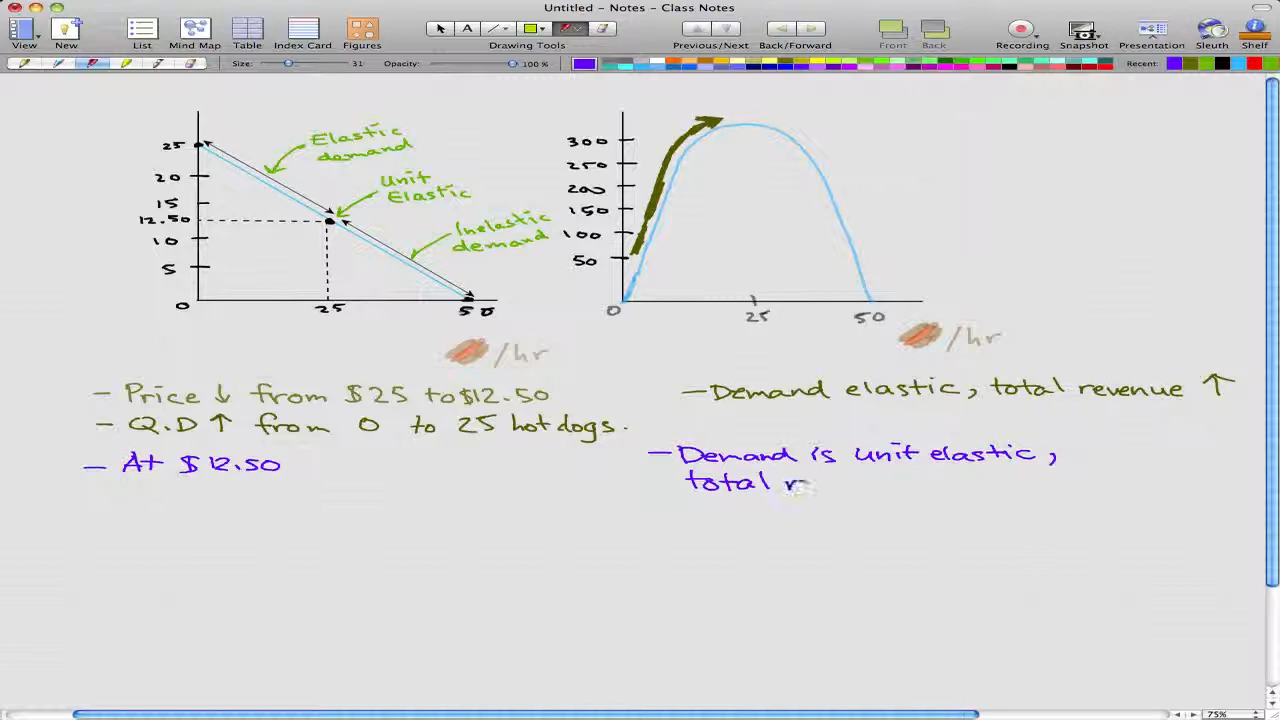 Untitled - Notes - Class Notes
View New List Mind Map Table Index Card Figures Drawing Tools Previous/Next Back/Forward Front Back Recording Snapshot Presentation Sleuth Shelf
Size: 31 Opacity: 100 % Recent:
25
20
15
12.50
10
5
0
25
50
Elastic
demand
Unit
Elastic
Inelastic
demand
/hr
300
250
200
150
100
50
0
25
50
/hr
- Price ↓ from $25 to $12.50
- Q.D ↑ from 0 to 25 hot dogs.
- At $12.50
- Demand elastic, total revenue ↑
- Demand is unit elastic,
total
75%